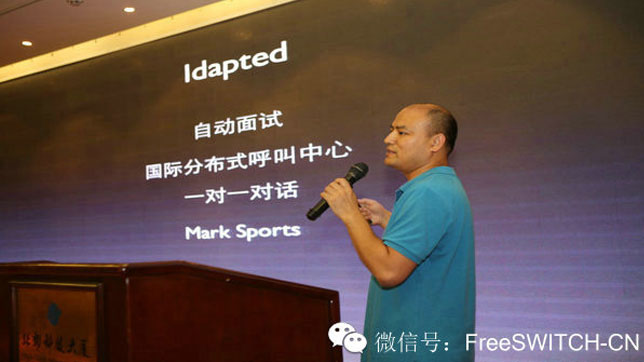 Idapted
自动面试
国际分布式呼叫中心
一对一对话
Mark Sports
微信号：FreeSWITCH-CN